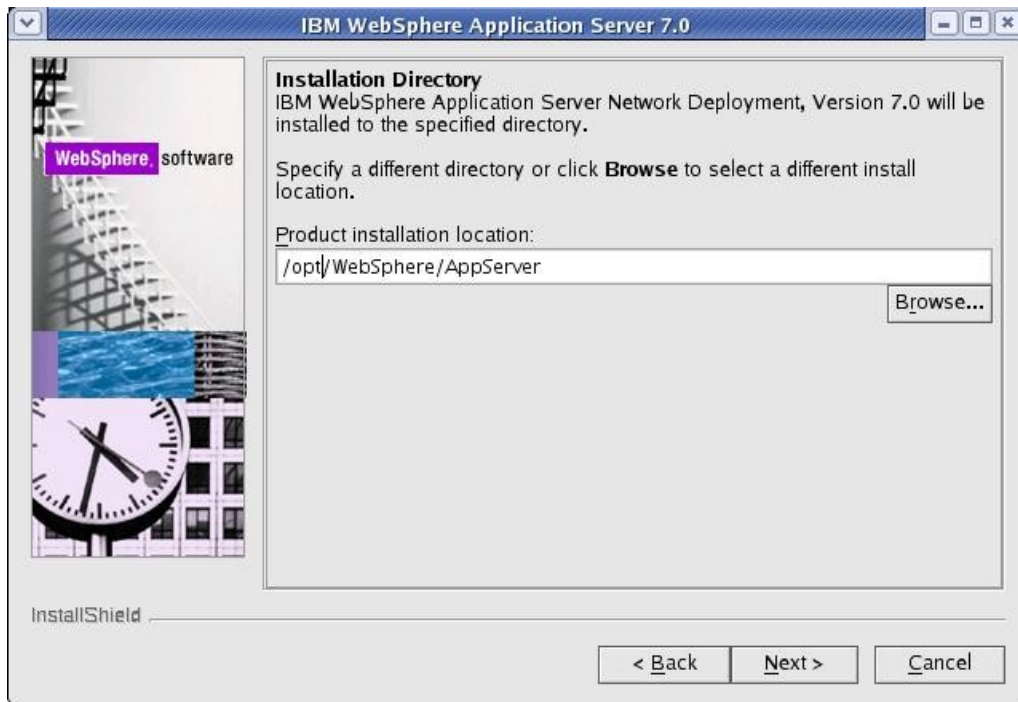 IBM WebSphere Application Server 7.0
WebSphere. software
Installation Directory
IBM WebSphere Application Server Network Deployment, Version 7.0 will be
installed to the specified directory.
Specify a different directory or click Browse to select a different install
location.
Product installation location:
/opt/WebSphere/AppServer
Browse...
InstallShield
< Back
Next >
Cancel